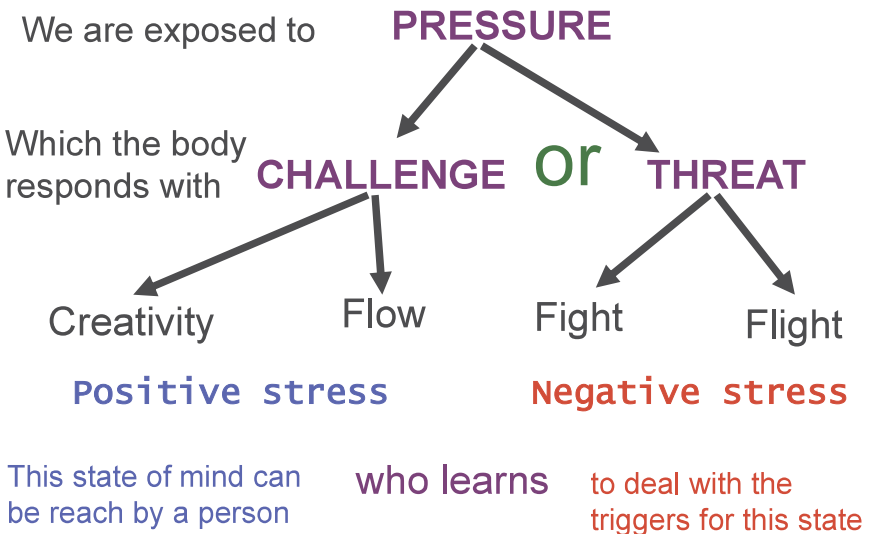 We are exposed to PRESSURE
Which the body
responds with CHALLENGE or THREAT
Creativity Flow Fight Flight
Positive stress Negative stress
This state of mind can
be reach by a person
who learns
to deal with the
triggers for this state